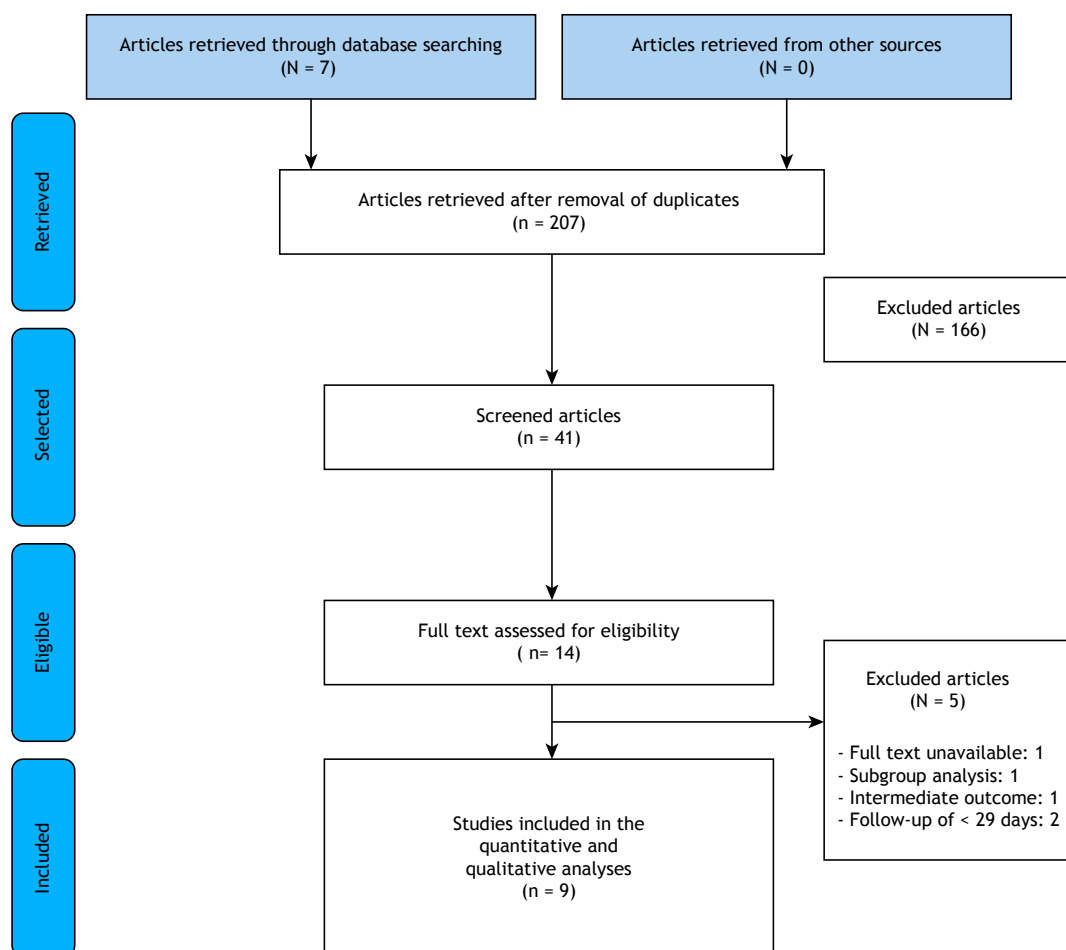 Articles retrieved through database searching
(N = 7)
Articles retrieved from other sources
(N = 0)
Retrieved
Articles retrieved after removal of duplicates
(n = 207)
Excluded articles
(N = 166)
Selected
Screened articles
(n = 41)
Eligible
Full text assessed for eligibility
( n= 14)
Excluded articles
(N = 5)
- Full text unavailable: 1
- Subgroup analysis: 1
- Intermediate outcome: 1
- Follow-up of < 29 days: 2
Included
Studies included in the
quantitative and
qualitative analyses
(n = 9)